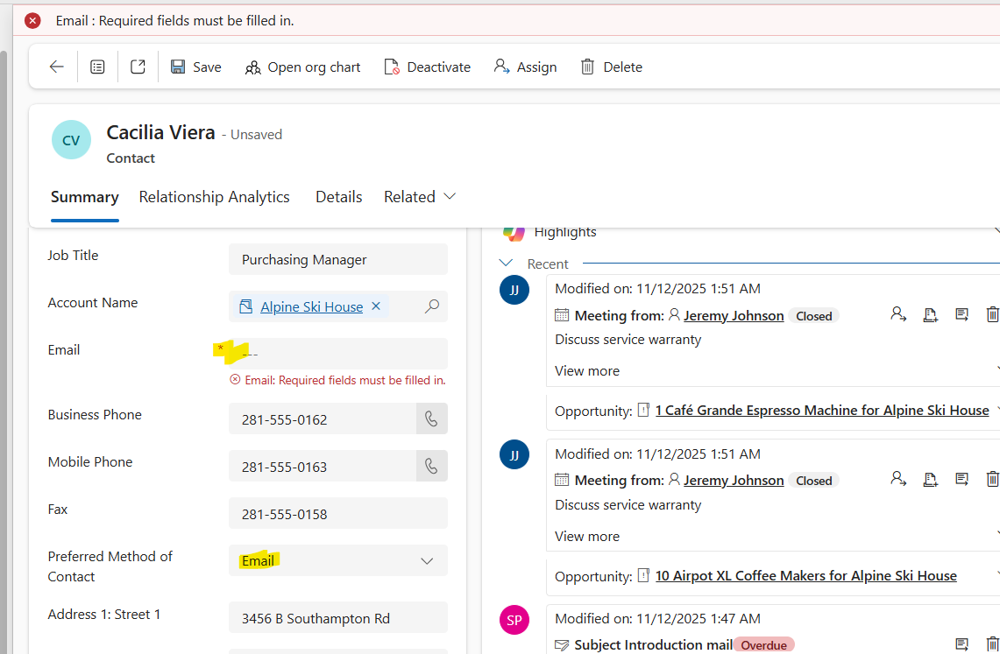 Email : Required fields must be filled in.
Save
Open org chart
Deactivate
Assign
Delete
CV
Cacilia Viera - Unsaved
Contact
Summary
Relationship Analytics
Details
Related
Job Title
Purchasing Manager
Account Name
Alpine Ski House
Email
* ---
Email: Required fields must be filled in.
Business Phone
281-555-0162
Mobile Phone
281-555-0163
Fax
281-555-0158
Preferred Method of
Contact
Email
Address 1: Street 1
3456 B Southampton Rd
Highlights
Recent
JJ
Modified on: 11/12/2025 1:51 AM
Meeting from: Jeremy Johnson Closed
Discuss service warranty
View more
Opportunity: 1 Café Grande Espresso Machine for Alpine Ski House
JJ
Modified on: 11/12/2025 1:51 AM
Meeting from: Jeremy Johnson Closed
Discuss service warranty
View more
Opportunity: 10 Airpot XL Coffee Makers for Alpine Ski House
SP
Modified on: 11/12/2025 1:47 AM
Subject Introduction mail Overdue